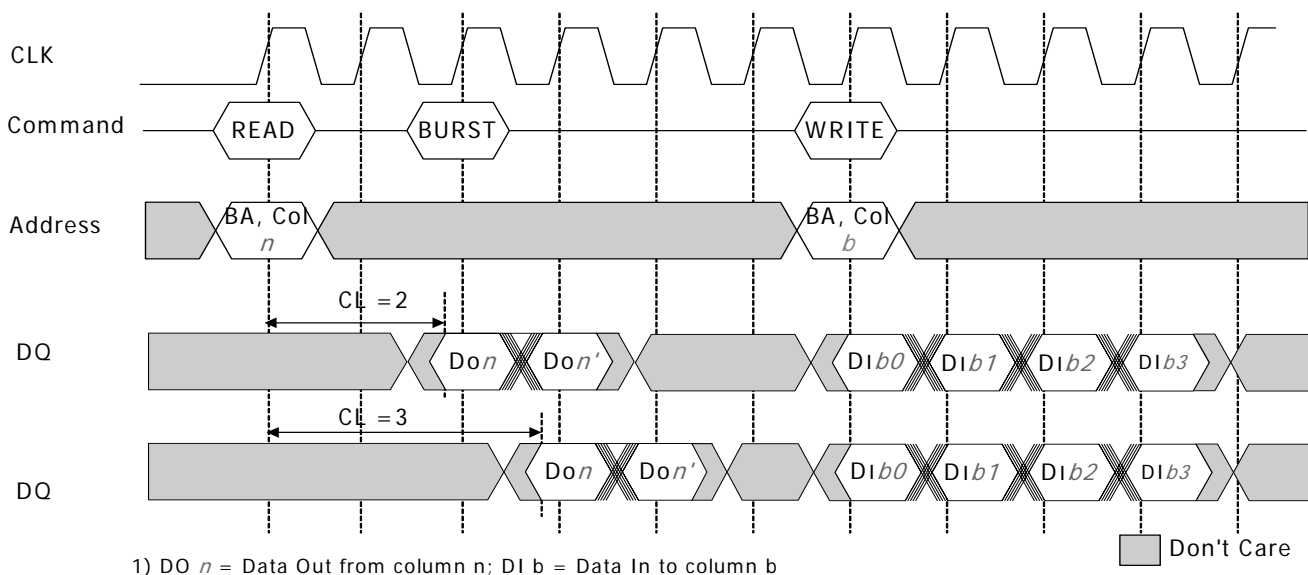 CLK
Command
READ
BURST
WRITE
Address
BA, Col
n
BA, Col
b
CL =2
DQ
Don
Don'
DIb0
DIb1
DIb2
DIb3
CL =3
DQ
Don
Don'
DIb0
DIb1
DIb2
DIb3
Don't Care
1) DO n = Data Out from column n; DI b = Data In to column b